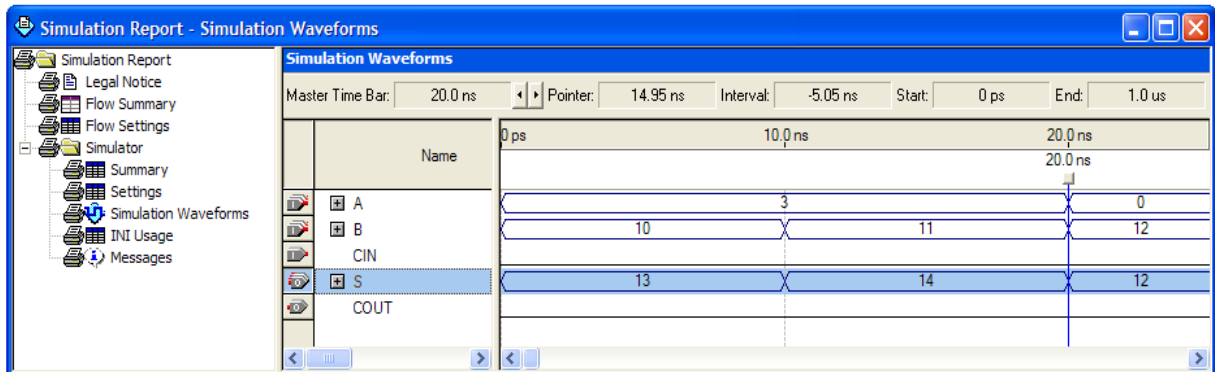 Simulation Report - Simulation Waveforms
Simulation Report
Legal Notice
Flow Summary
Flow Settings
Simulator
Summary
Settings
Simulation Waveforms
INI Usage
Messages
Simulation Waveforms
Master Time Bar: 20.0 ns Pointer: 14.95 ns Interval: -5.05 ns Start: 0 ps End: 1.0 us
Name
0 ps 10.0 ns 20.0 ns
20.0 ns
A 3 0
B 10 11 12
CIN
S 13 14 12
COUT